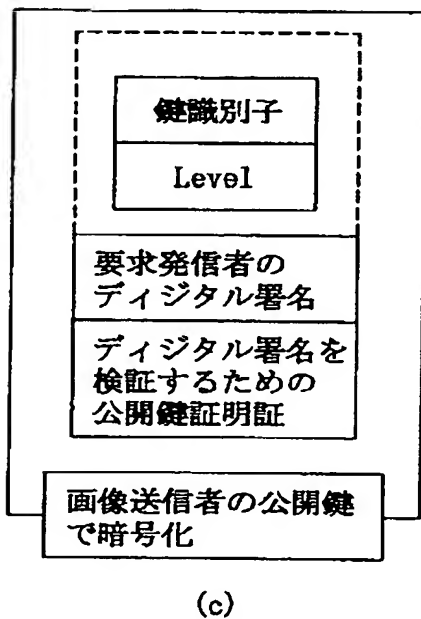 鍵識別子
Level
要求発信者の
ディジタル署名
ディジタル署名を
検証するための
公開鍵証明証
画像送信者の公開鍵
で暗号化
(c)